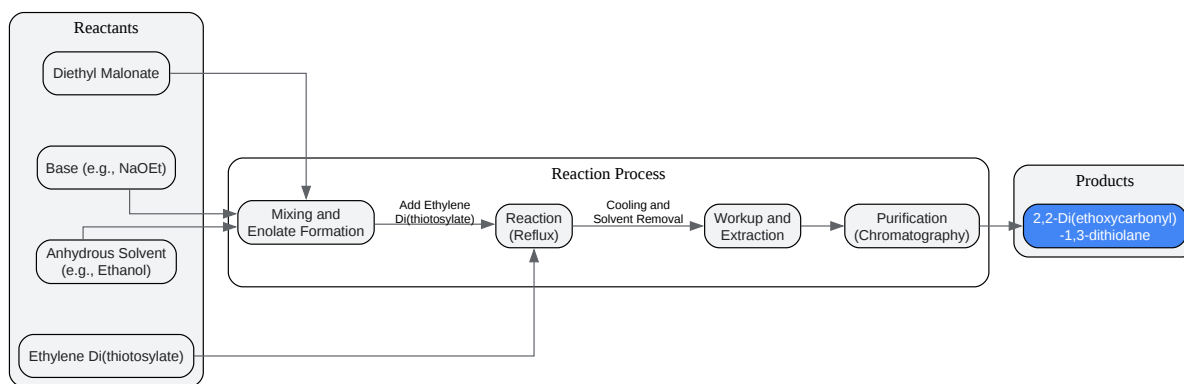 Reactants
Diethyl Malonate
Base (e.g., NaOEt)
Anhydrous Solvent
(e.g., Ethanol)
Ethylene Di(thiotosylate)
Reaction Process
Mixing and
Enolate Formation
Add Ethylene
Di(thiotosylate)
Reaction
(Reflux)
Cooling and
Solvent Removal
Workup and
Extraction
Purification
(Chromatography)
Products
2,2-Di(ethoxycarbonyl)
-1,3-dithiolane